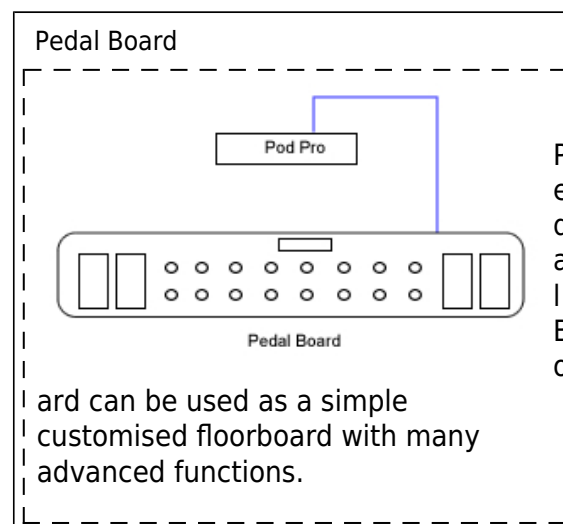 Pedal Board
Pod Pro
Pedal Board
ard can be used as a simple
customised floorboard with many
advanced functions.